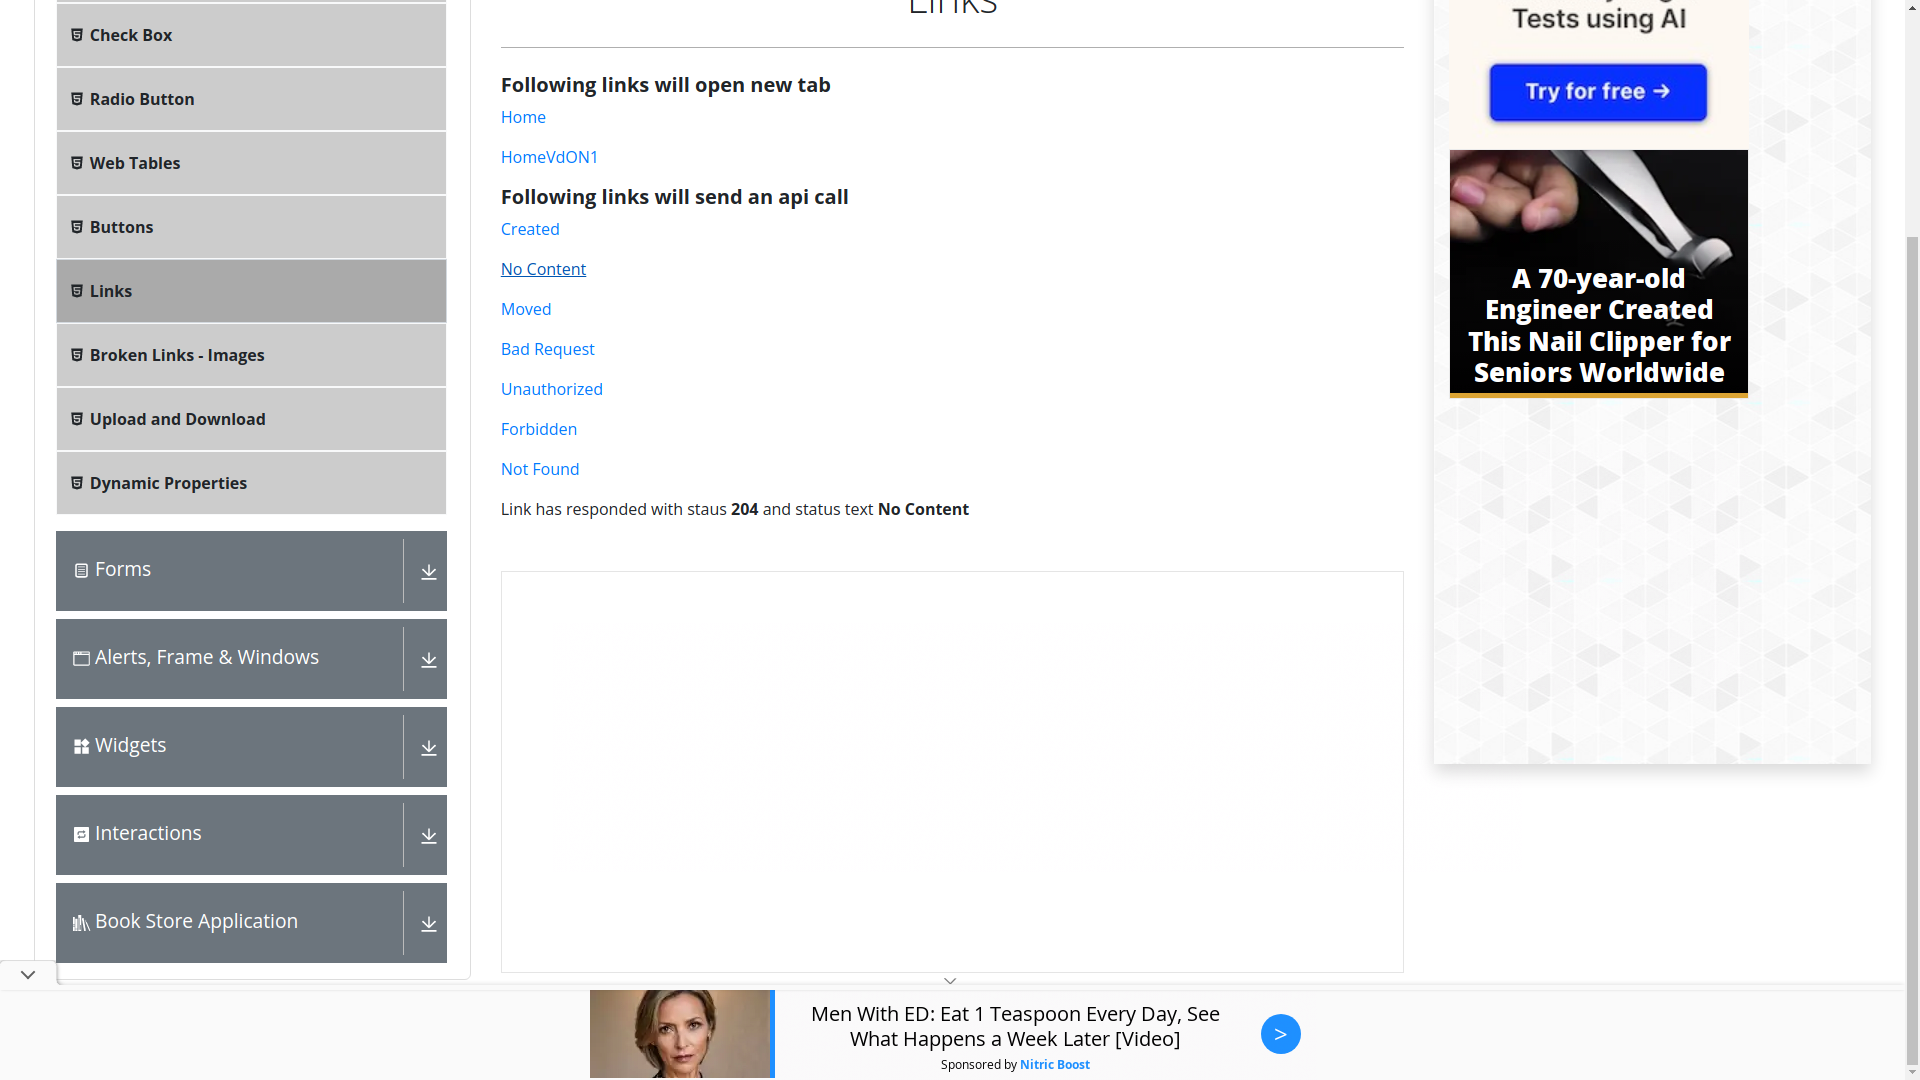 Check Box
Radio Button
Web Tables
Buttons
Links
Broken Links - Images
Upload and Download
Dynamic Properties
Forms
Alerts, Frame & Windows
Widgets
Interactions
Book Store Application
Links
Following links will open new tab
Home
HomeVdON1
Following links will send an api call
Created
No Content
Moved
Bad Request
Unauthorized
Forbidden
Not Found
Link has responded with staus 204 and status text No Content
Tests using AI
Try for free →
A 70-year-old
Engineer Created
This Nail Clipper for
Seniors Worldwide
Men With ED: Eat 1 Teaspoon Every Day, See
What Happens a Week Later [Video]
Sponsored by Nitric Boost
>